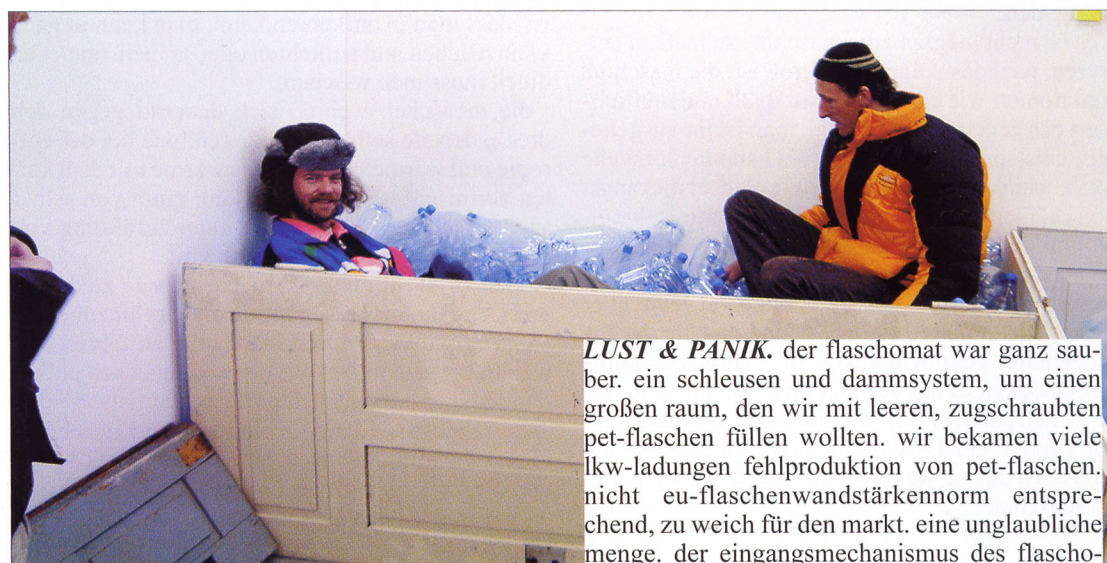 LUST & PANIK. der flaschomat war ganz sau-
ber. ein schleusen und dammsystem, um einen
großen raum, den wir mit leeren, zugschraubten
pet-flaschen füllen wollten. wir bekamen viele
lkw-ladungen fehlproduktion von pet-flaschen.
nicht eu-flaschenwandstärkennorm entspre-
chend, zu weich für den markt. eine unglaubliche
menge. der eingangsmechanismus des flascho-